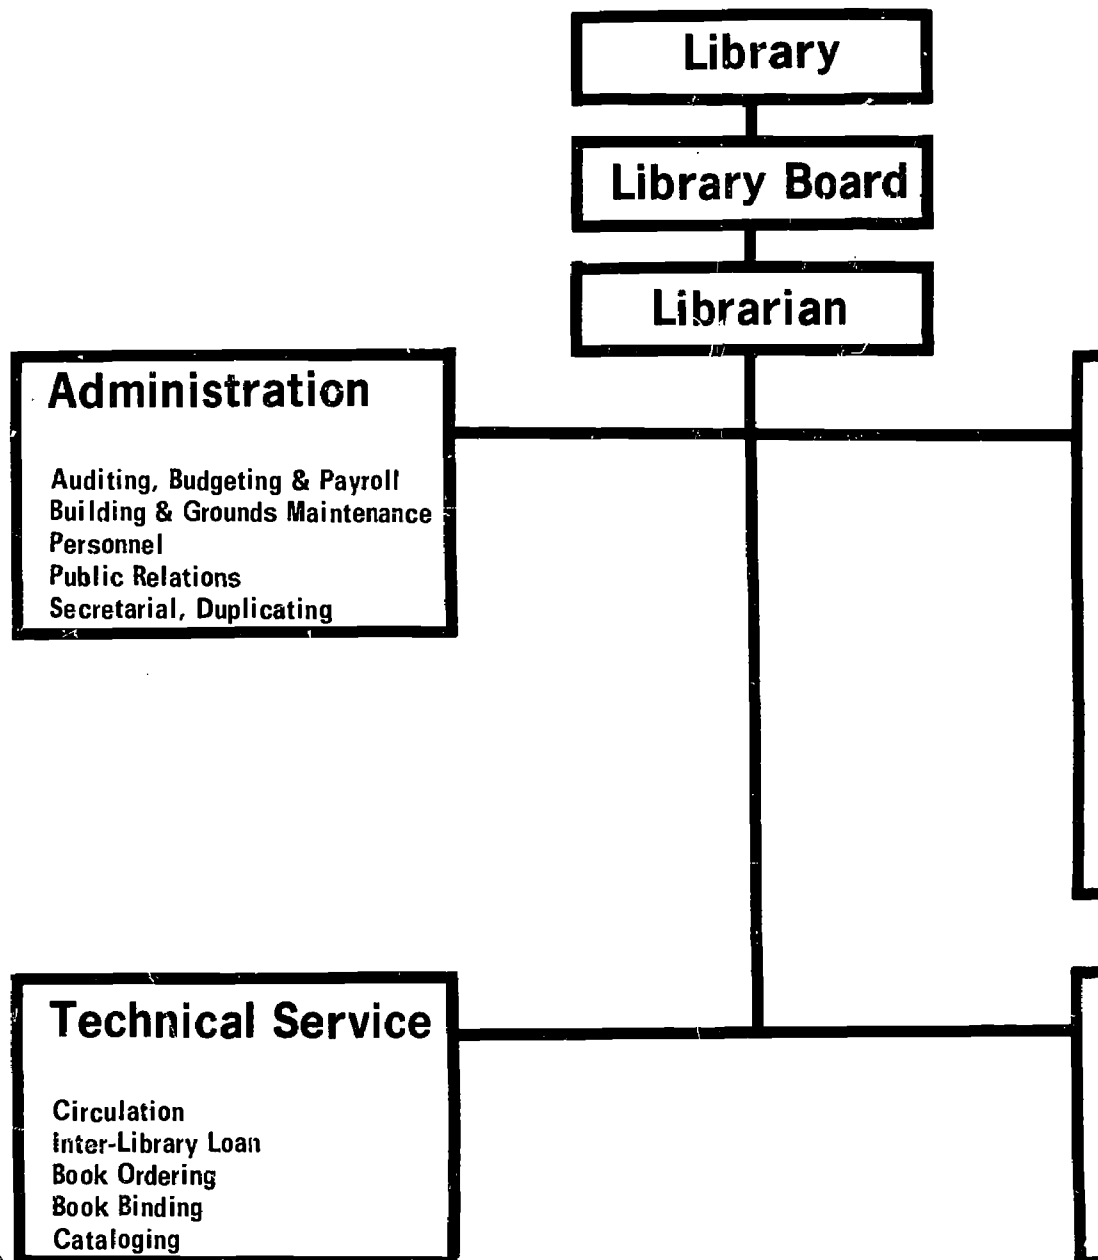 Library
Library Board
Librarian
Administration
Auditing, Budgeting & Payroll
Building & Grounds Maintenance
Personnel
Public Relations
Secretarial, Duplicating
Technical Service
Circulation
Inter-Library Loan
Book Ordering
Book Binding
Cataloging